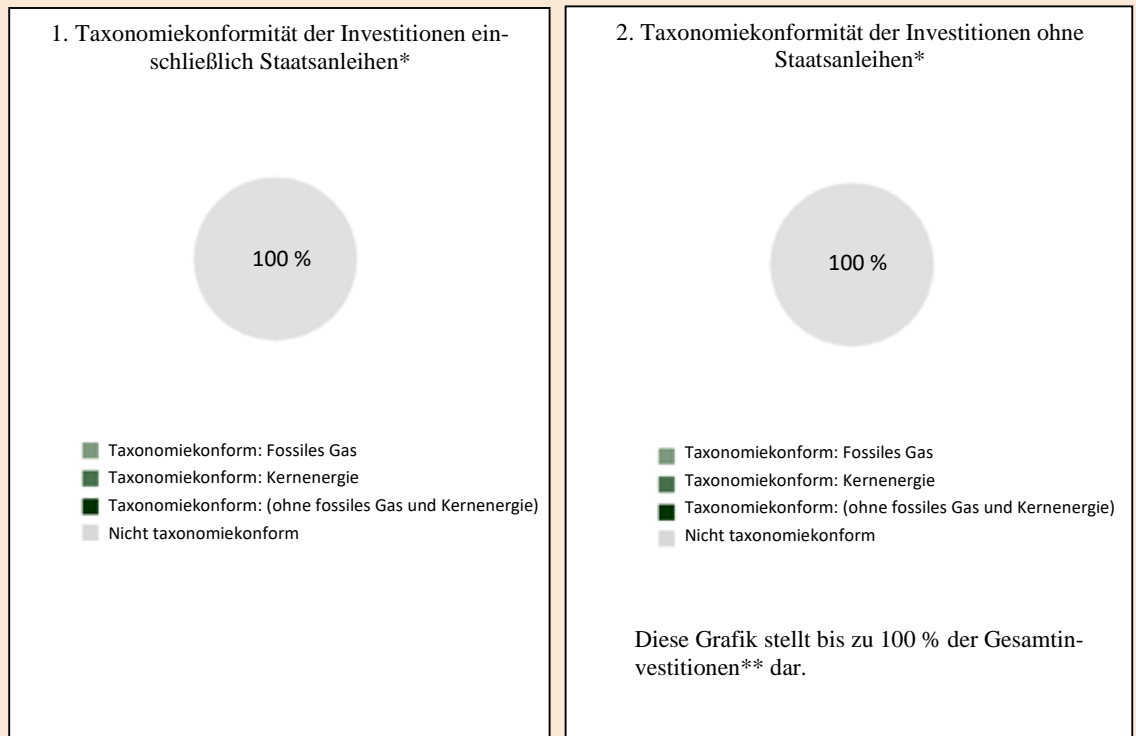 1. Taxonomiekonformität der Investitionen ein-
schließlich Staatsanleihen*
100 %
Taxonomiekonform: Fossiles Gas
Taxonomiekonform: Kernenergie
Taxonomiekonform: (ohne fossiles Gas und Kernenergie)
Nicht taxonomiekonform
2. Taxonomiekonformität der Investitionen ohne
Staatsanleihen*
100 %
Taxonomiekonform: Fossiles Gas
Taxonomiekonform: Kernenergie
Taxonomiekonform: (ohne fossiles Gas und Kernenergie)
Nicht taxonomiekonform
Diese Grafik stellt bis zu 100 % der Gesamtin-
vestitionen** dar.